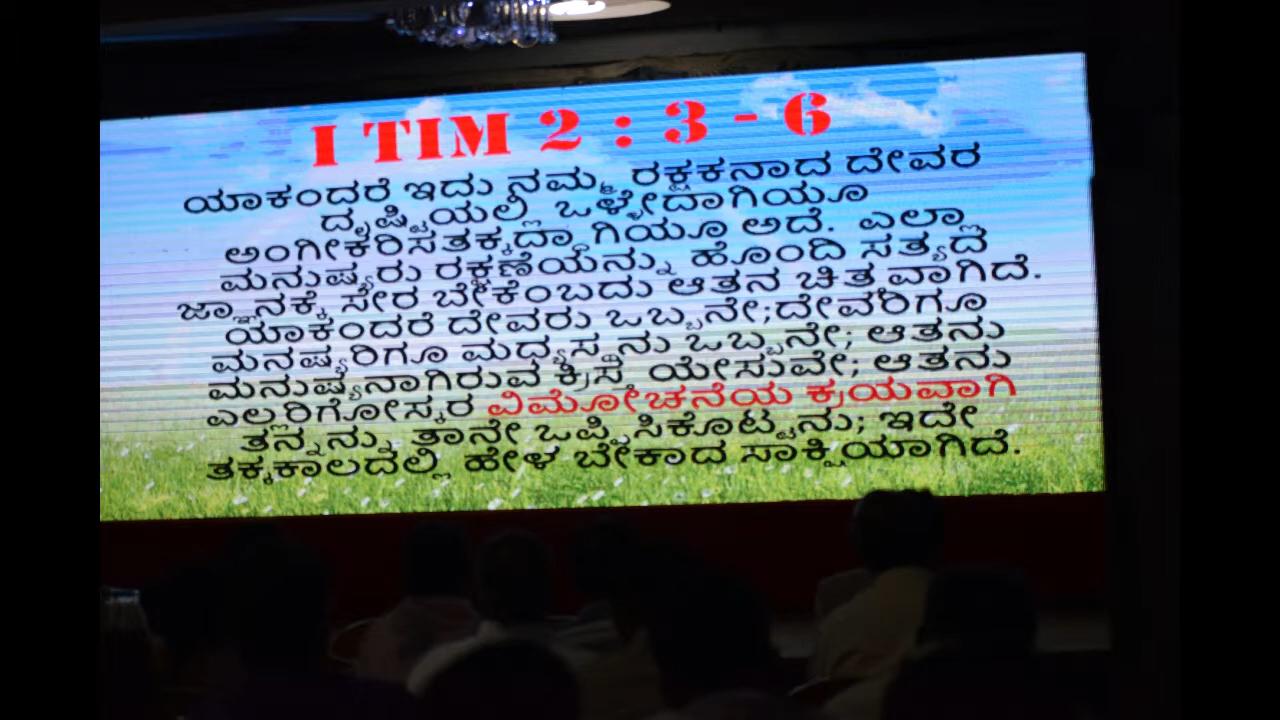 I TIM 2 : 3 - 6
ಯಾಕಂದರೆ ಇದು ನಮ್ಮ ರಕ್ಷಕನಾದ ದೇವರ
ದೃಷ್ಟಿಯಲ್ಲಿ ಒಳ್ಳೇದಾಗಿಯೂ
ಅಂಗೀಕರಿಸತಕ್ಕದ್ದಾಗಿಯೂ ಅದೆ. ಎಲ್ಲಾ
ಮನುಷ್ಯರು ರಕ್ಷಣೆಯನ್ನು ಹೊಂದಿ ಸತ್ಯದ
ಜ್ಞಾನಕ್ಕೆ ಸೇರ ಬೇಕೆಂಬದು ಆತನ ಚಿತ್ತವಾಗಿದೆ.
ಯಾಕಂದರೆ ದೇವರು ಒಬ್ಬನೇ;ದೇವರಿಗೂ
ಮನಷ್ಯರಿಗೂ ಮಧ್ಯಸ್ಥನು ಒಬ್ಬನೇ; ಆತನು
ಮನುಷ್ಯನಾಗಿರುವ ಕ್ರಿಸ್ತ ಯೇಸುವೇ; ಆತನು
ಎಲ್ಲರಿಗೋಸ್ಕರ ವಿಮೋಚನೆಯ ಕ್ರಯವಾಗಿ
ತನ್ನನ್ನು ತಾನೇ ಒಪ್ಪಿಸಿಕೊಟ್ಟನು; ಇದೇ
ತಕ್ಕಕಾಲದಲ್ಲಿ ಹೇಳ ಬೇಕಾದ ಸಾಕ್ಷಿಯಾಗಿದೆ.